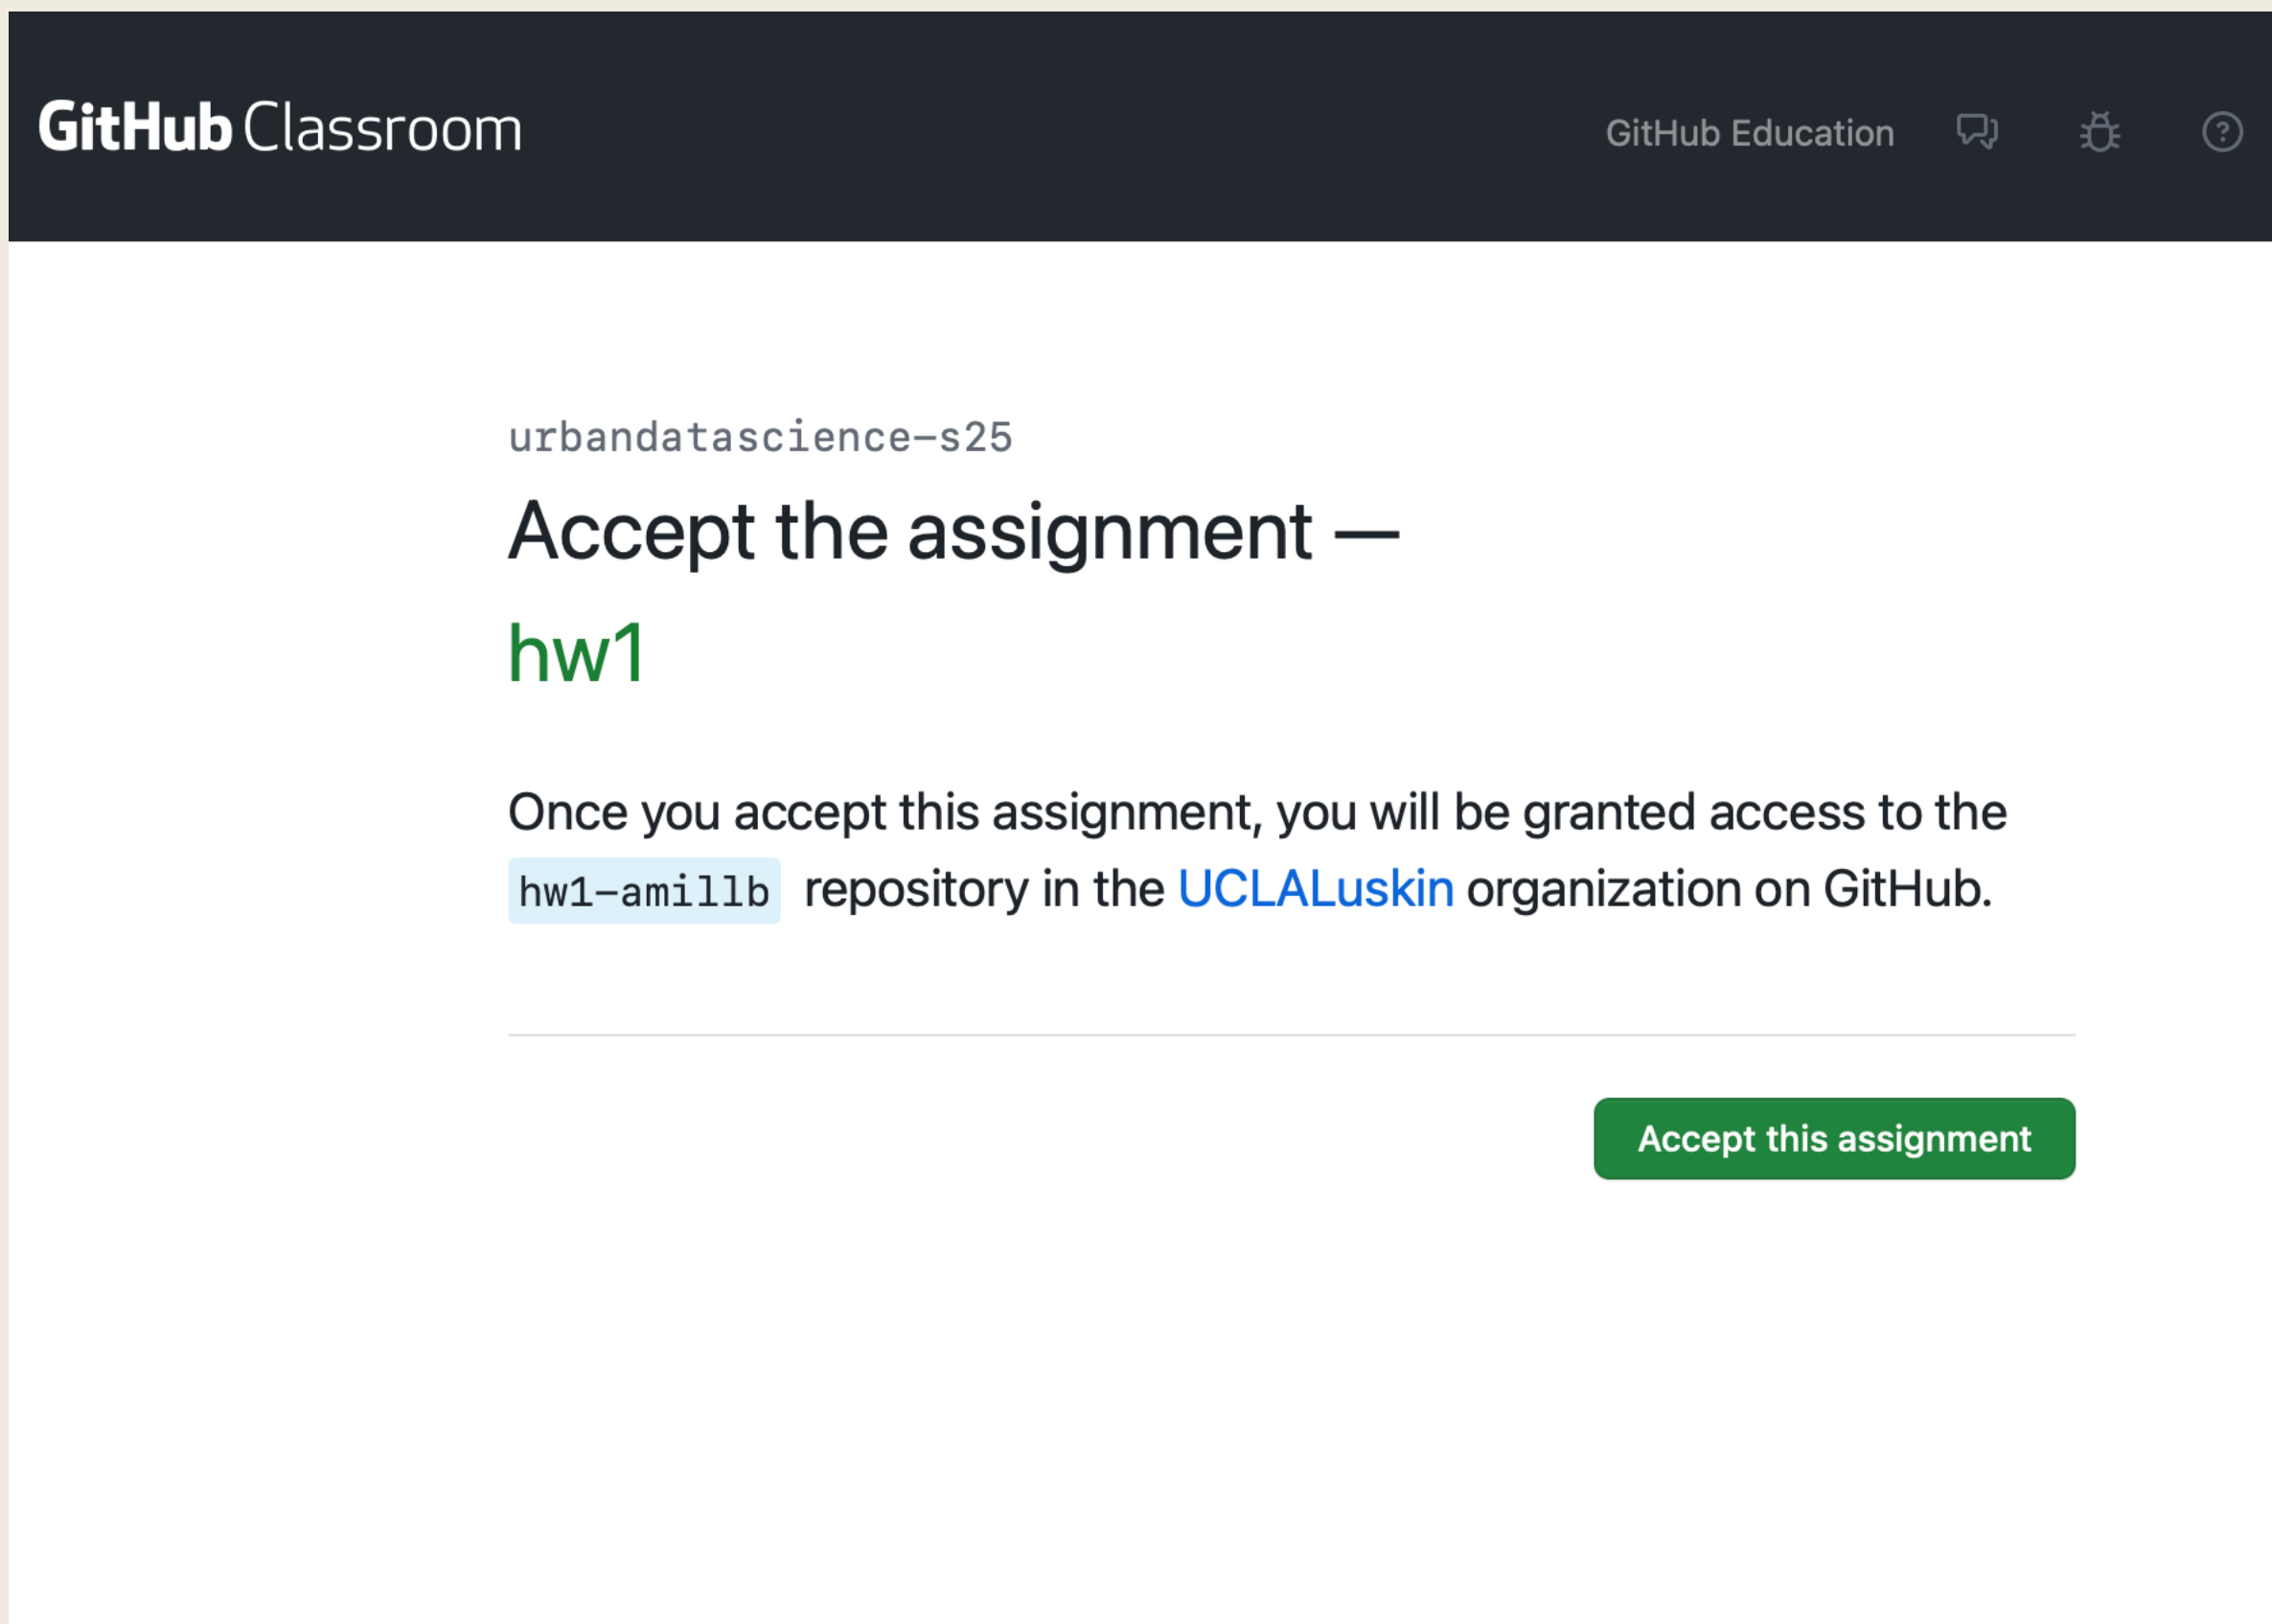 GitHub Classroom
GitHub Education
urbandatascience-s25
Accept the assignment —
hw1
Once you accept this assignment, you will be granted access to the
hw1-amillb repository in the UCLALuskin organization on GitHub.
Accept this assignment